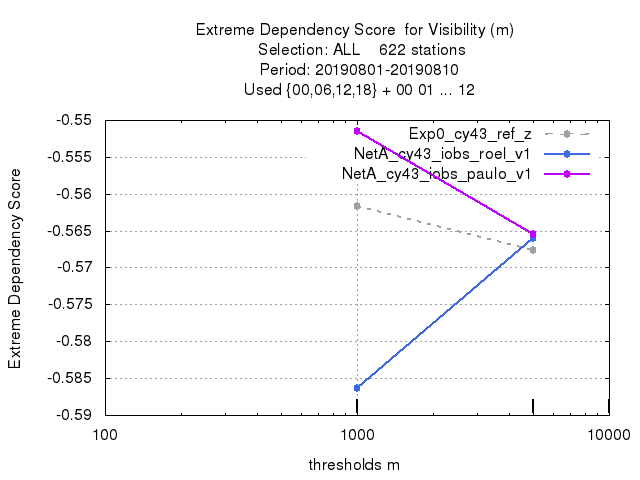 Extreme Dependency Score  for Visibility (m)
Selection: ALL    622 stations
Period: 20190801-20190810
Used {00,06,12,18} + 00 01 ... 12
-0.55
-0.555
-0.56
-0.565
-0.57
-0.575
-0.58
-0.585
-0.59
Extreme Dependency Score
Exp0_cy43_ref_z
NetA_cy43_iobs_roel_v1
NetA_cy43_iobs_paulo_v1
100
1000
10000
thresholds m